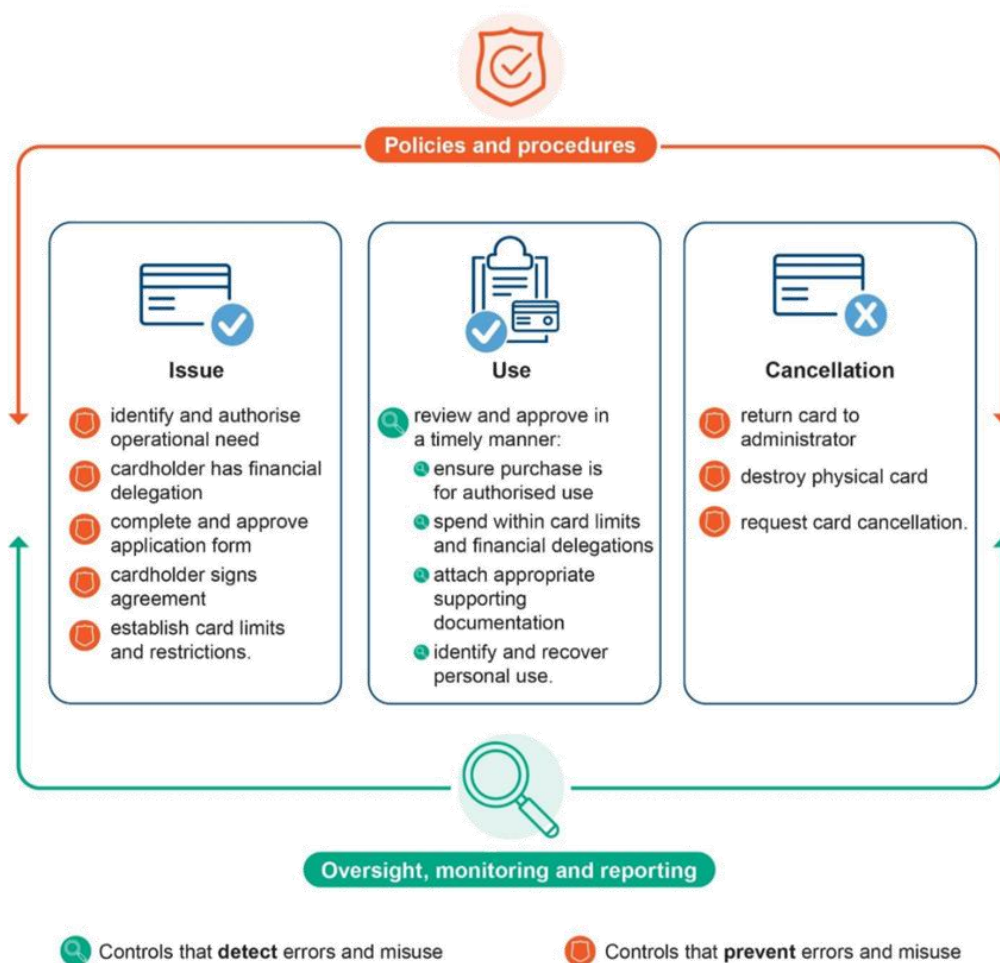 Policies and procedures
Issue
identify and authorise
operational need
cardholder has financial
delegation
complete and approve
application form
cardholder signs
agreement
establish card limits
and restrictions.
Use
review and approve in
a timely manner:
ensure purchase is
for authorised use
spend within card limits
and financial delegations
attach appropriate
supporting
documentation
identify and recover
personal use.
Cancellation
return card to
administrator
destroy physical card
request card cancellation.
Oversight, monitoring and reporting
Controls that detect errors and misuse
Controls that prevent errors and misuse